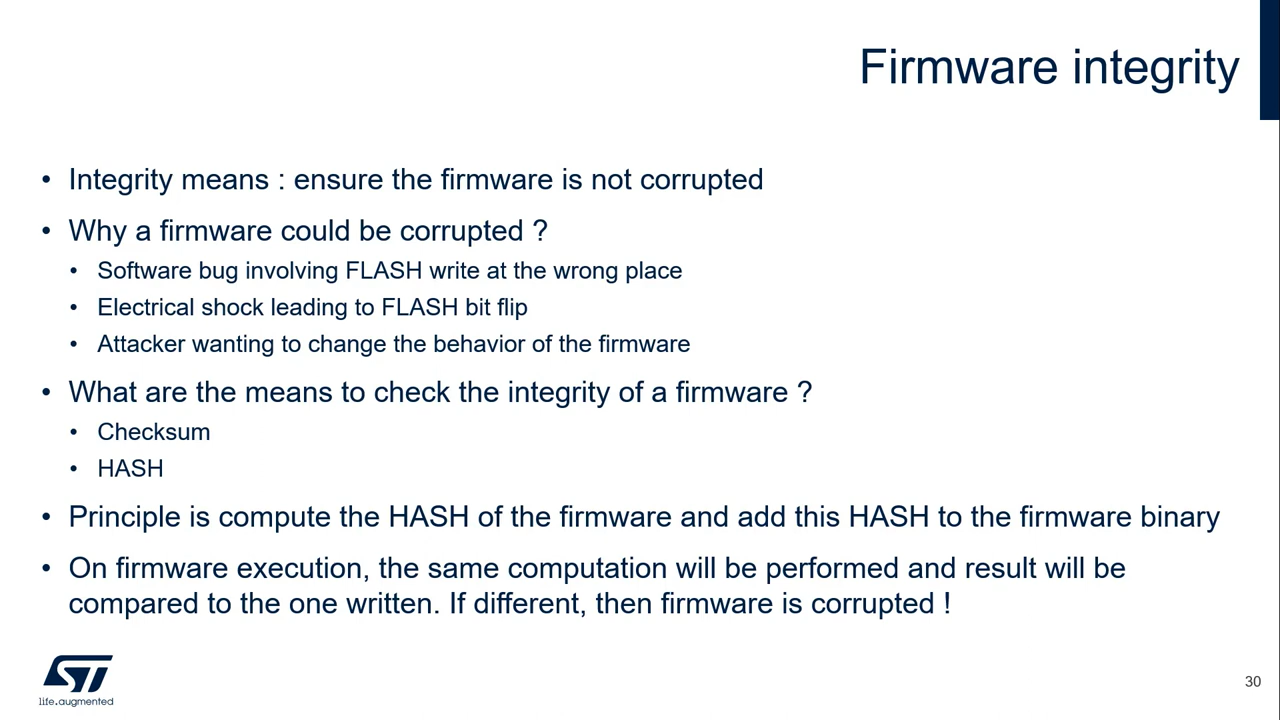 Firmware integrity
• Integrity means : ensure the firmware is not corrupted
• Why a firmware could be corrupted ?
• Software bug involving FLASH write at the wrong place
• Electrical shock leading to FLASH bit flip
• Attacker wanting to change the behavior of the firmware
• What are the means to check the integrity of a firmware ?
• Checksum
• HASH
• Principle is compute the HASH of the firmware and add this HASH to the firmware binary
• On firmware execution, the same computation will be performed and result will be
compared to the one written. If different, then firmware is corrupted !
ST
life.augmented
30